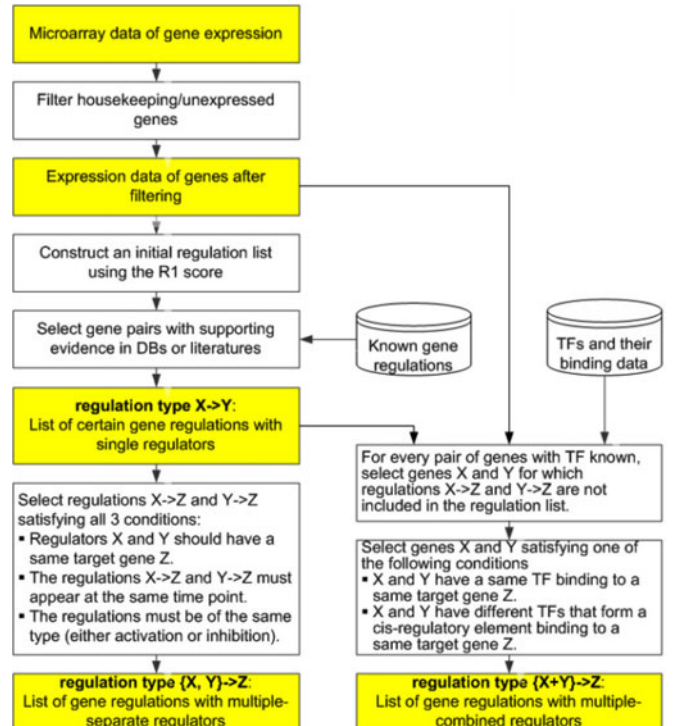 Microarray data of gene expression
Filter housekeeping/unexpressed
genes
Expression data of genes after
filtering
Construct an initial regulation list
using the R1 score
Select gene pairs with supporting
evidence in DBs or literatures
Known gene
regulations
TFs and their
binding data
regulation type X->Y:
List of certain gene regulations with
single regulators
For every pair of genes with TF known,
select genes X and Y for which
regulations X->Z and Y->Z are not
included in the regulation list.
Select regulations X->Z and Y->Z
satisfying all 3 conditions:
▪ Regulators X and Y should have a
same target gene Z.
▪ The regulations X->Z and Y->Z must
appear at the same time point.
▪ The regulations must be of the same
type (either activation or inhibition).
Select genes X and Y satisfying one of
the following conditions
▪ X and Y have a same TF binding to a
same target gene Z.
▪ X and Y have different TFs that form a
cis-regulatory element binding to a
same target gene Z.
regulation type {X, Y}->Z:
List of gene regulations with multiple-
separate regulators
regulation type {X+Y}->Z:
List of gene regulations with multiple-
combined regulators